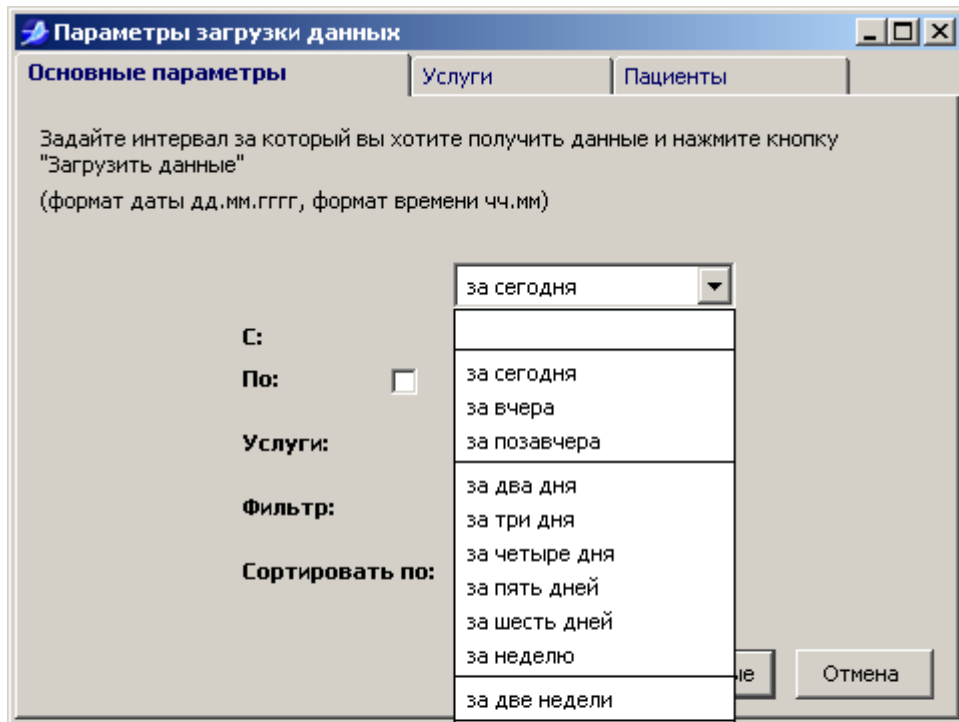 Параметры загрузки данных
Основные параметры
Услуги
Пациенты
Задайте интервал за который вы хотите получить данные и нажмите кнопку
"Загрузить данные"
(формат даты дд.мм.гггг, формат времени чч.мм)
за сегодня
С:
По:
за сегодня
за вчера
Услуги:
за позавчера
за два дня
Фильтр:
за три дня
за четыре дня
Сортировать по:
за пять дней
за шесть дней
за неделю
Отмена
за две недели